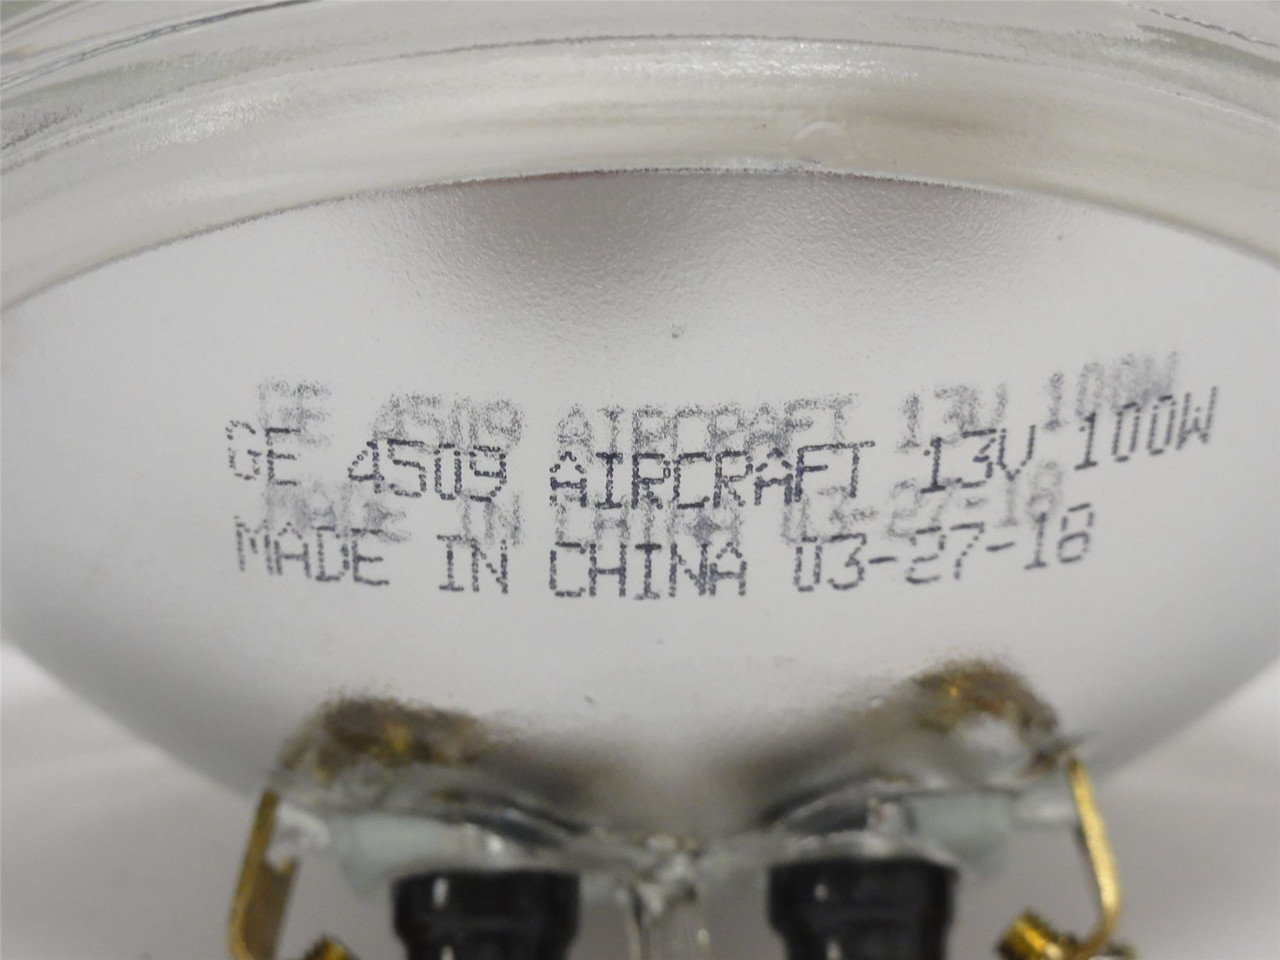 GE 4509 AIRCRAFT 13V 100W
MADE IN CHINA 03-27-18